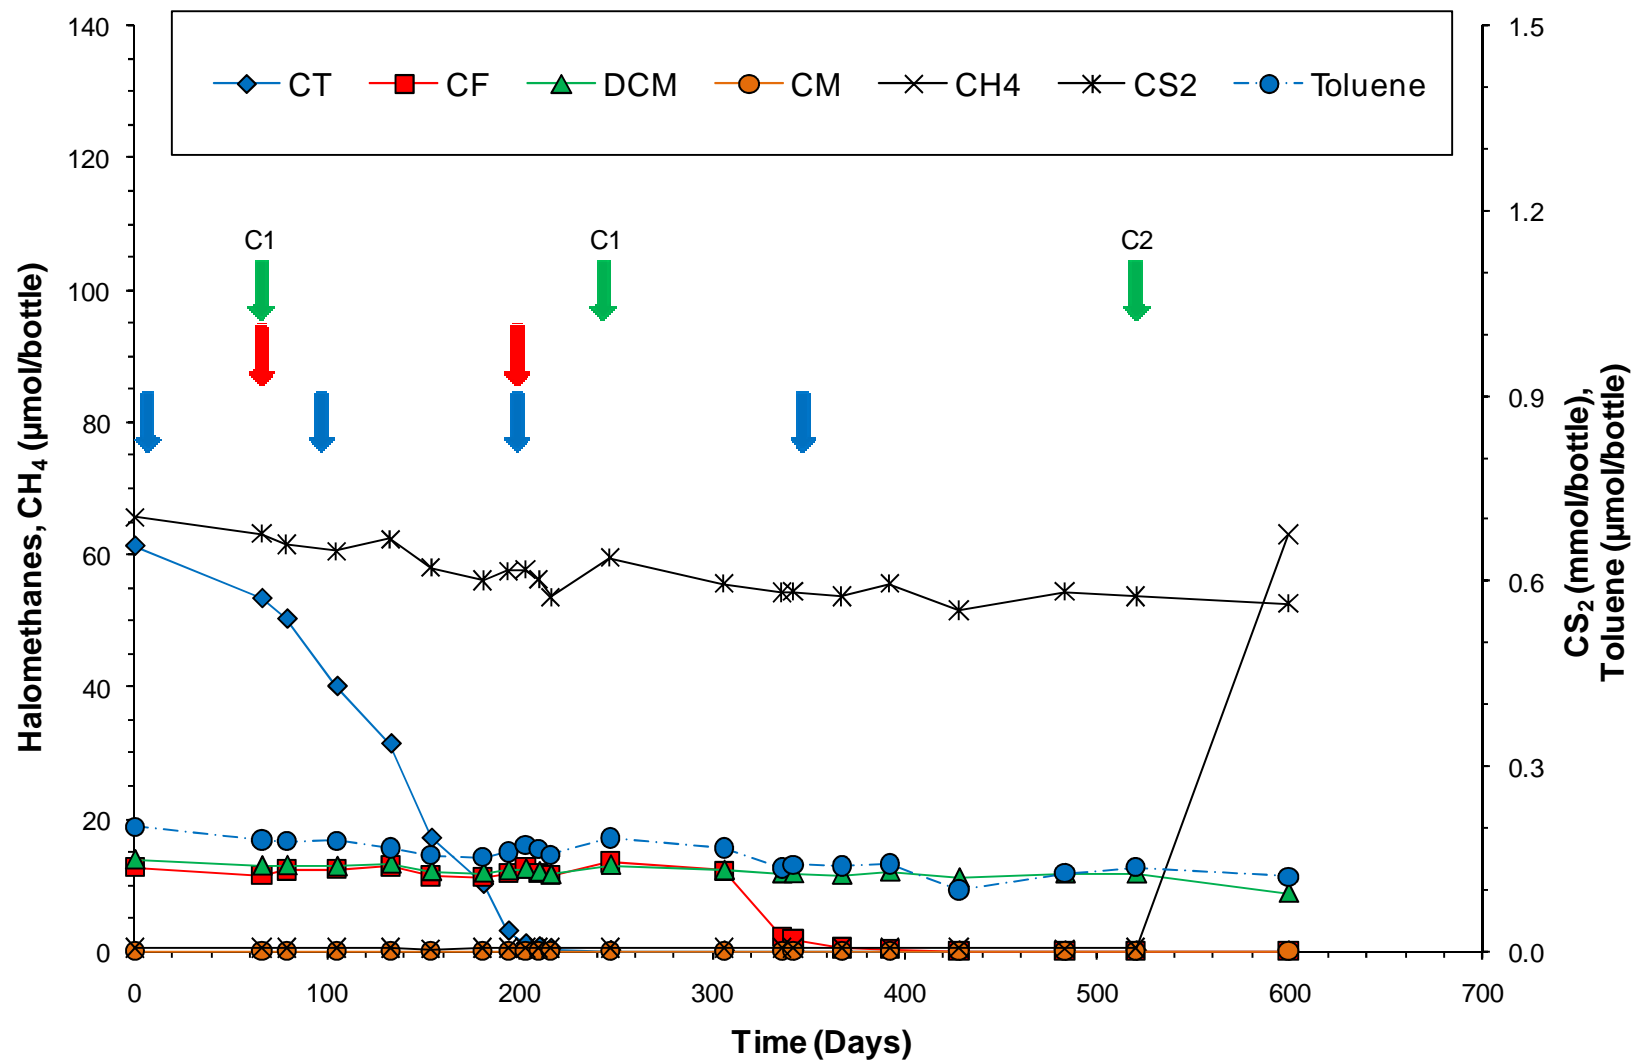 140
120
100
80
60
40
20
0
Halomethanes, CH₄ (µmol/bottle)
CT CF DCM CM CH4 CS2 Toluene
C1 C1 C2
1.5
1.2
0.9
0.6
0.3
0.0
CS₂ (mmol/bottle),
Toluene (µmol/bottle)
0 100 200 300 400 500 600 700
Time (Days)